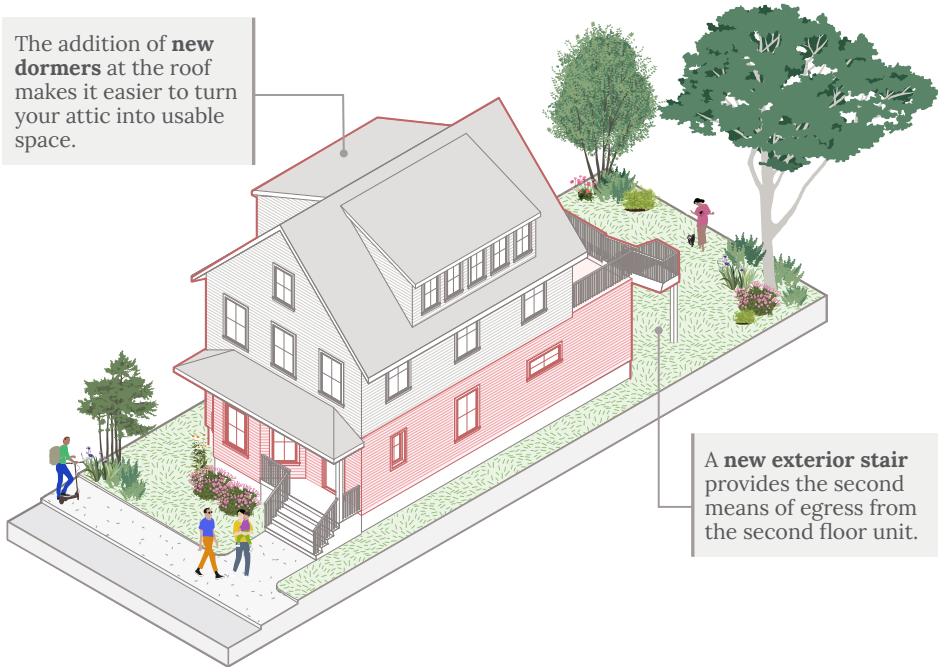 The addition of new
dormers at the roof
makes it easier to turn
your attic into usable
space.
A new exterior stair
provides the second
means of egress from
the second floor unit.